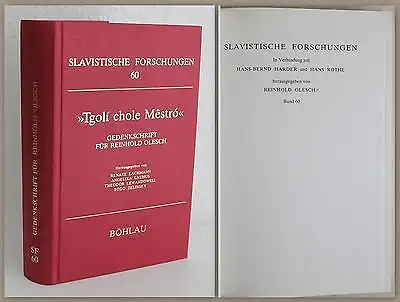 GEDENKSCHRIFT FÜR REINHOLD OLESCH
SF
60
SLAVISTISCHE FORSCHUNGEN
60
»Tgolí chole Mêstró«
GEDENKSCHRIFT
FÜR REINHOLD OLESCH
Herausgegeben von
RENATE LACHMANN
ANGELIKA LAUHUS
THEODOR LEWANDOWSKI
BODO ZELINSKY
BÖHLAU
SLAVISTISCHE FORSCHUNGEN
In Verbindung mit
HANS-BERND HARDER und HANS ROTHE
herausgegeben von
REINHOLD OLESCH †
Band 60